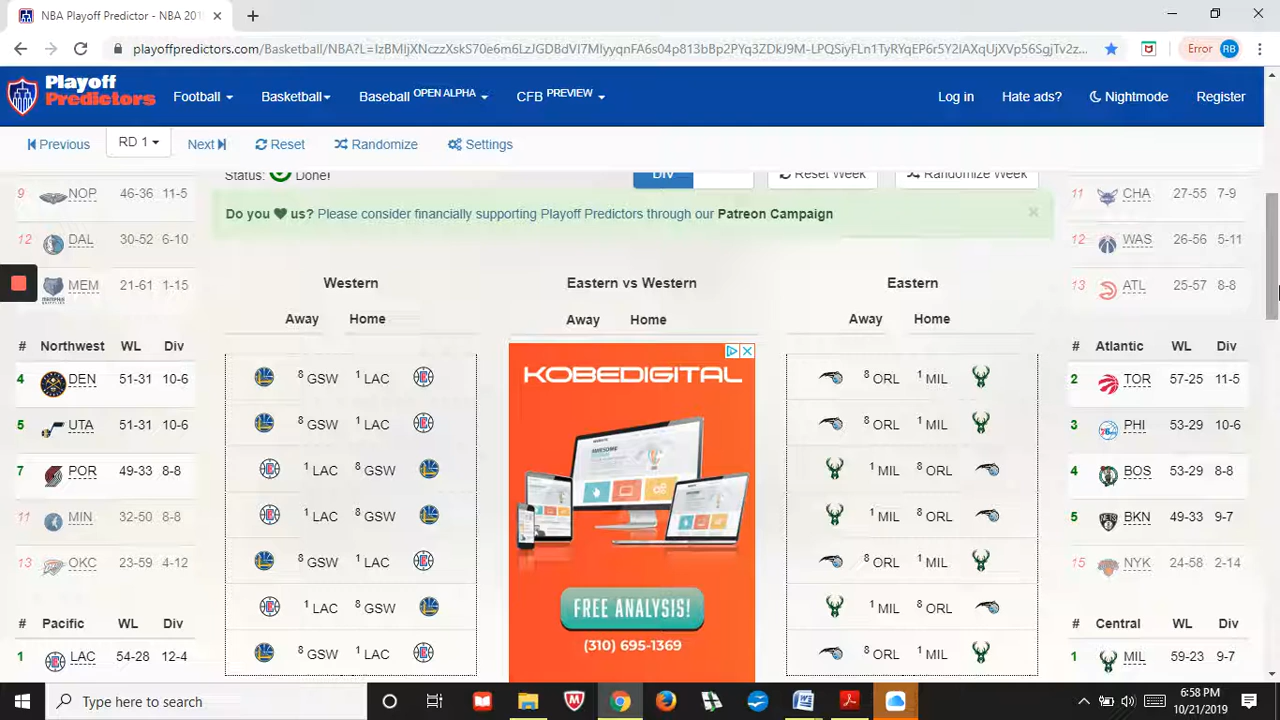 NBA Playoff Predictor - NBA 201
playoffpredictors.com/Basketball/NBA?L=IzBMIjXNczzXskS70e6m6LzJGDBdVI7MlyyqnFA6s04p813bBp2PYq3ZDkJ9M-LPQSiyFLn1TyRYqEP6r5Y2IAXqUjXVp56SgjTv2z...
Error RB
Playoff Predictors
Football
Basketball
Baseball OPEN ALPHA
CFB PREVIEW
Log in
Hate ads?
Nightmode
Register
Previous
RD 1
Next
Reset
Randomize
Settings
Status: Done!
DIV
Reset Week
Randomize Week
Do you us? Please consider financially supporting Playoff Predictors through our Patreon Campaign ×
9 NOP 46-36 11-5
12 DAL 30-52 6-10
MEM 21-61 1-15
# Northwest WL Div
4 DEN 51-31 10-6
5 UTA 51-31 10-6
7 POR 49-33 8-8
11 MIN 32-50 8-8
13 OKC 23-59 4-12
# Pacific WL Div
1 LAC 54-28 12-4
Western
Away Home
8 GSW 1 LAC
8 GSW 1 LAC
1 LAC 8 GSW
1 LAC 8 GSW
8 GSW 1 LAC
1 LAC 8 GSW
8 GSW 1 LAC
Eastern vs Western
Away Home
KOBEDIGITAL
FREE ANALYSIS!
(310) 695-1369
Eastern
Away Home
8 ORL 1 MIL
8 ORL 1 MIL
1 MIL 8 ORL
1 MIL 8 ORL
8 ORL 1 MIL
1 MIL 8 ORL
8 ORL 1 MIL
11 CHA 27-55 7-9
12 WAS 26-56 5-11
13 ATL 25-57 8-8
# Atlantic WL Div
2 TOR 57-25 11-5
3 PHI 53-29 10-6
4 BOS 53-29 8-8
5 BKN 49-33 9-7
15 NYK 24-58 2-14
# Central WL Div
1 MIL 59-23 9-7
Type here to search
6:58 PM
10/21/2019